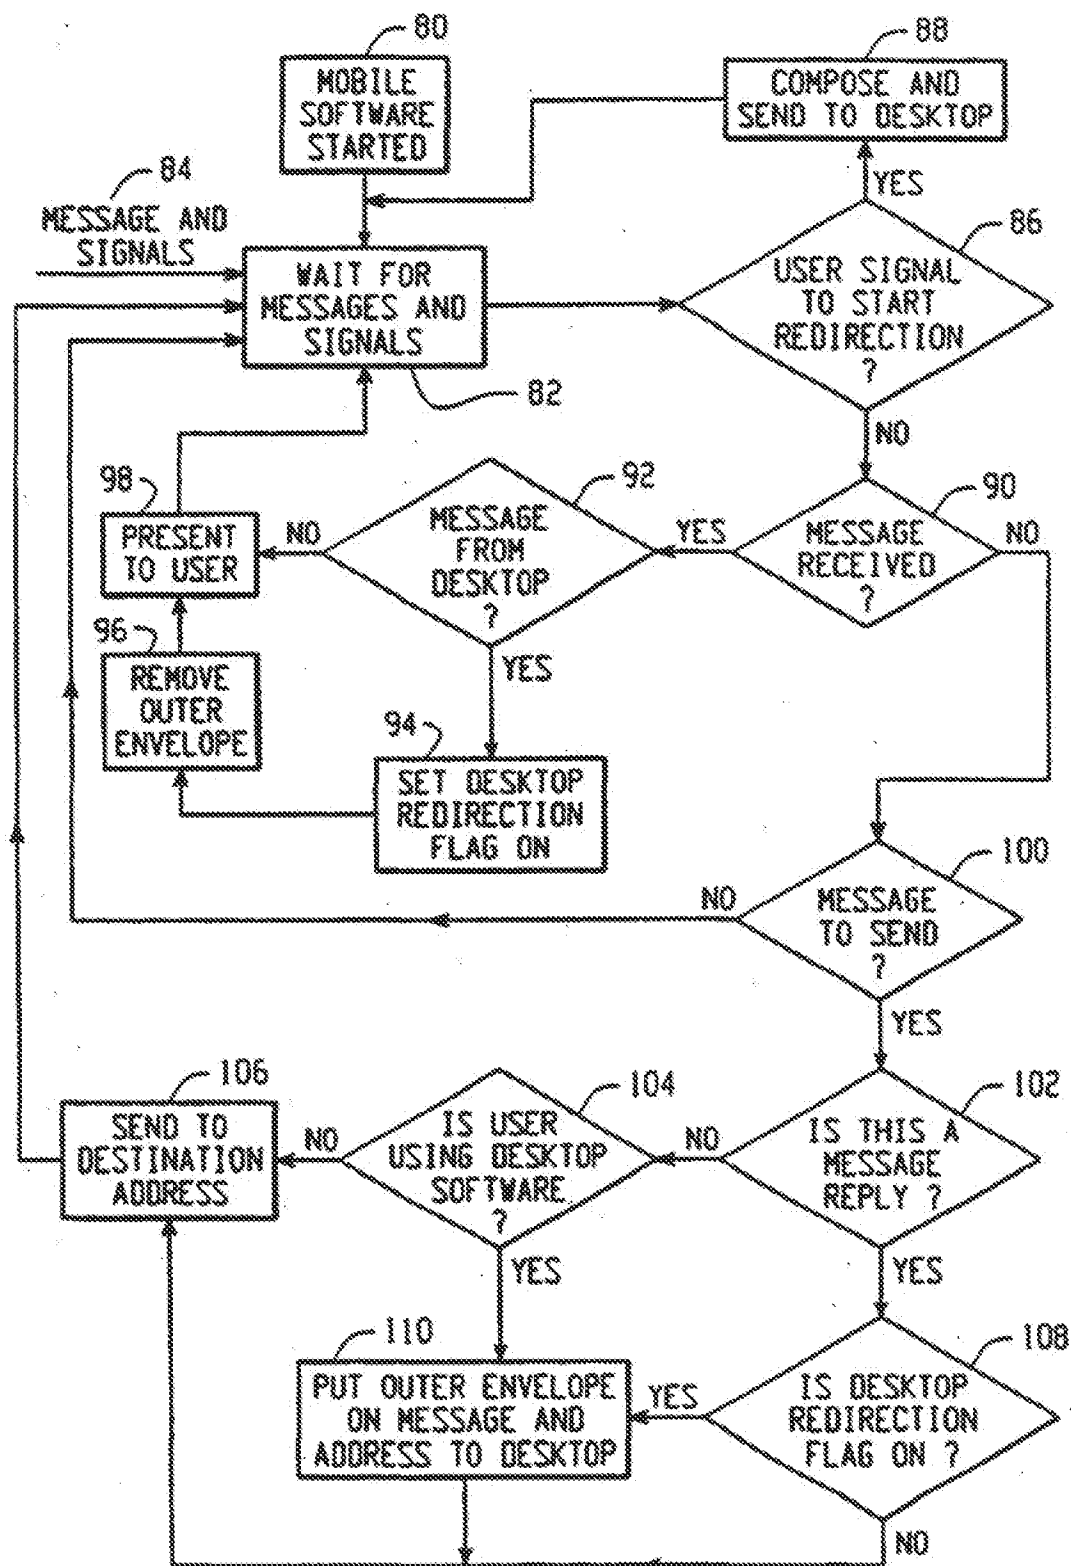 80
MOBILE
SOFTWARE
STARTED
88
COMPOSE AND
SEND TO DESKTOP
84
MESSAGE AND
SIGNALS
YES
86
WAIT FOR
MESSAGES AND
SIGNALS
82
USER SIGNAL
TO START
REDIRECTION
?
NO
98
PRESENT
TO USER
NO
92
MESSAGE
FROM
DESKTOP
?
YES
90
MESSAGE
RECEIVED
?
NO
96
REMOVE
OUTER
ENVELOPE
YES
94
SET DESKTOP
REDIRECTION
FLAG ON
100
NO
MESSAGE
TO SEND
?
YES
106
SEND TO
DESTINATION
ADDRESS
NO
104
IS USER
USING DESKTOP
SOFTWARE
?
NO
102
IS THIS A
MESSAGE
REPLY ?
YES
YES
110
PUT OUTER ENVELOPE
ON MESSAGE AND
ADDRESS TO DESKTOP
YES
108
IS DESKTOP
REDIRECTION
FLAG ON ?
NO